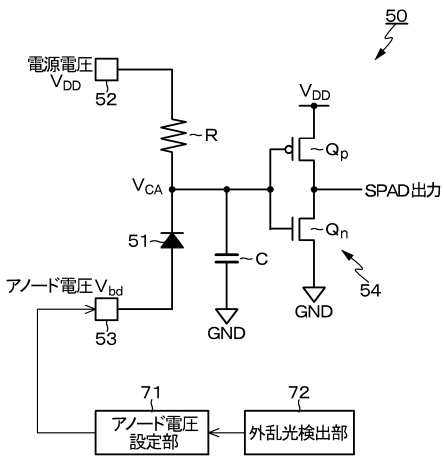 50
電源電圧
VDD
52
VDD
R
Qp
VCA
SPAD出力
51
Qn
C
アノード電圧Vbd
54
53
GND
GND
71
72
アノード電圧
設定部
外乱光検出部